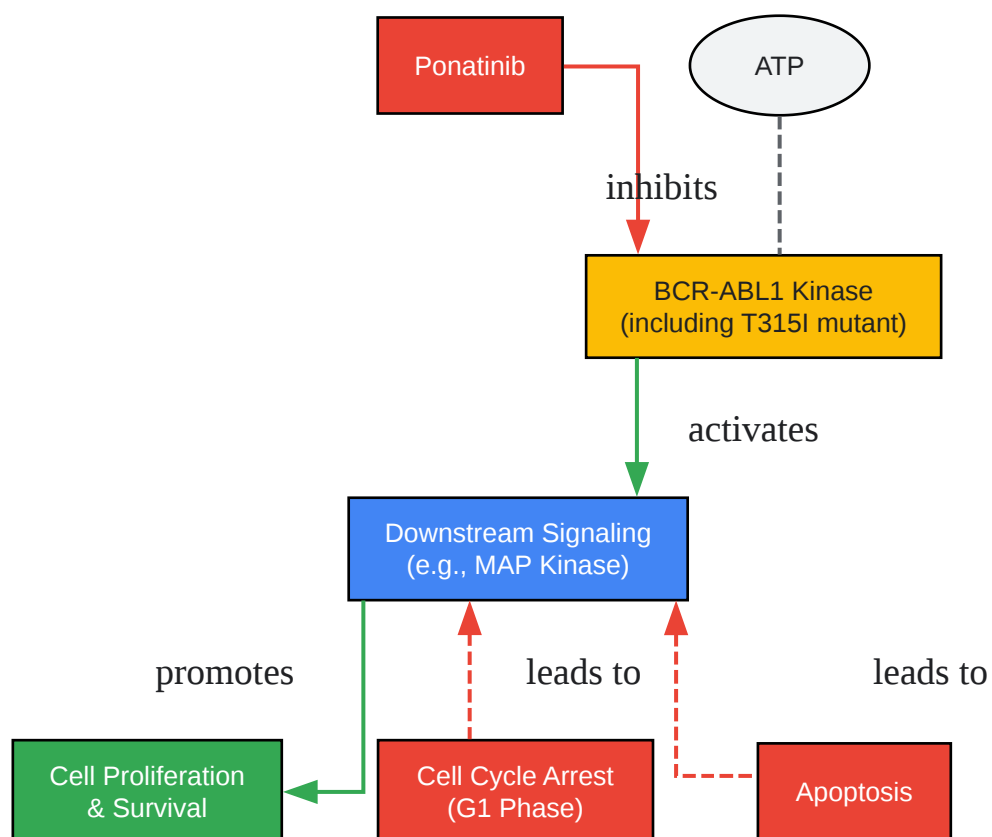 Ponatinib
ATP
inhibits
BCR-ABL1 Kinase
(including T315I mutant)
activates
Downstream Signaling
(e.g., MAP Kinase)
promotes
leads to
leads to
Cell Proliferation
& Survival
Cell Cycle Arrest
(G1 Phase)
Apoptosis